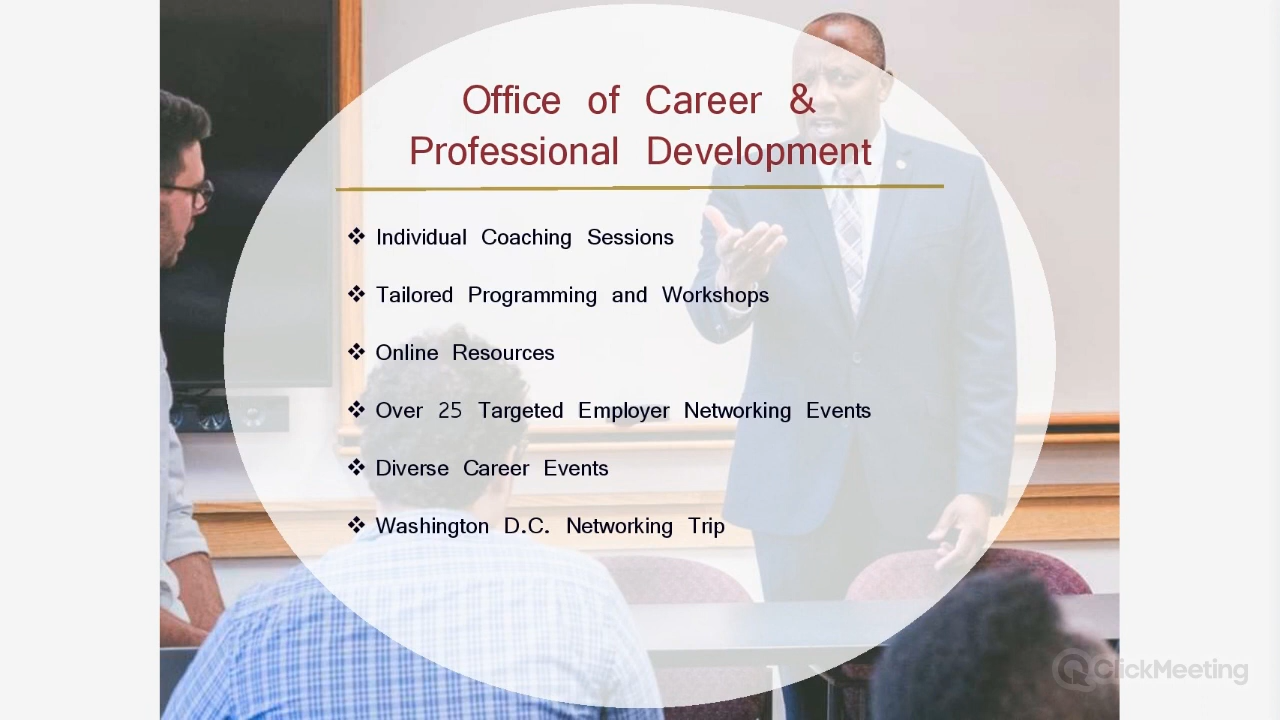 Office of Career &
Professional Development
❖ Individual Coaching Sessions
❖ Tailored Programming and Workshops
❖ Online Resources
❖ Over 25 Targeted Employer Networking Events
❖ Diverse Career Events
❖ Washington D.C. Networking Trip
ClickMeeting